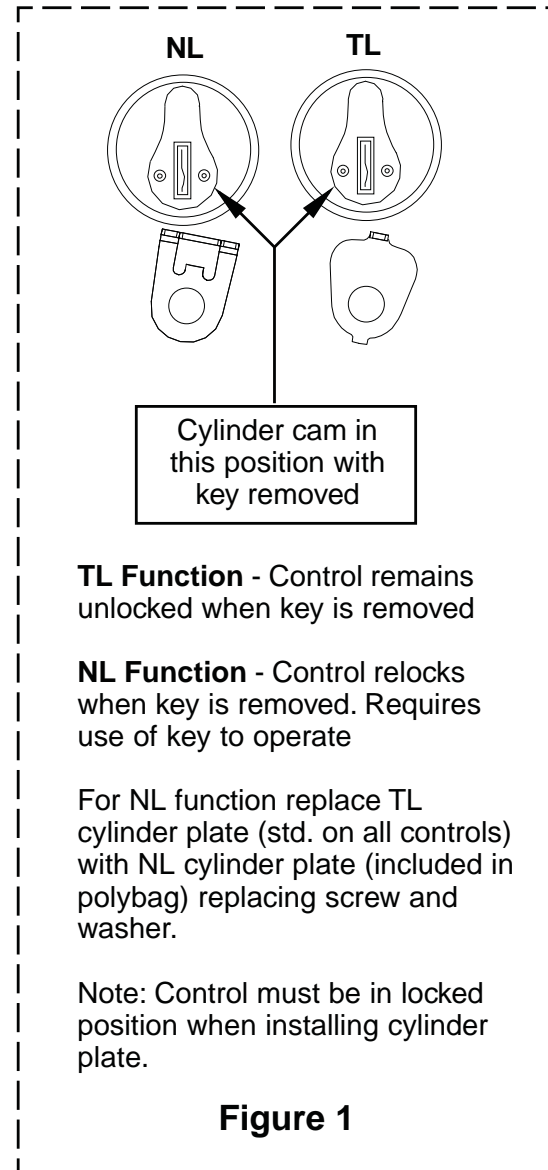 NL TL
Cylinder cam in
this position with
key removed
TL Function - Control remains
unlocked when key is removed
NL Function - Control relocks
when key is removed. Requires
use of key to operate
For NL function replace TL
cylinder plate (std. on all controls)
with NL cylinder plate (included in
polybag) replacing screw and
washer.
Note: Control must be in locked
position when installing cylinder
plate.
Figure 1